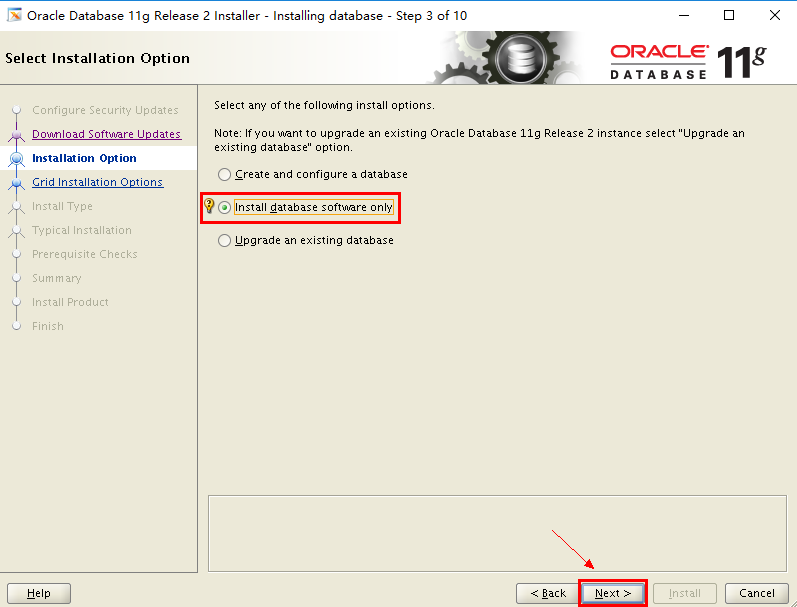 Oracle Database 11g Release 2 Installer - Installing database - Step 3 of 10
Select Installation Option
ORACLE
DATABASE
11g
Configure Security Updates
Download Software Updates
Installation Option
Grid Installation Options
Install Type
Typical Installation
Prerequisite Checks
Summary
Install Product
Finish
Select any of the following install options.
Note: If you want to upgrade an existing Oracle Database 11g Release 2 instance select "Upgrade an
existing database" option.
Create and configure a database
Install database software only
Upgrade an existing database
Help
< Back
Next >
Install
Cancel